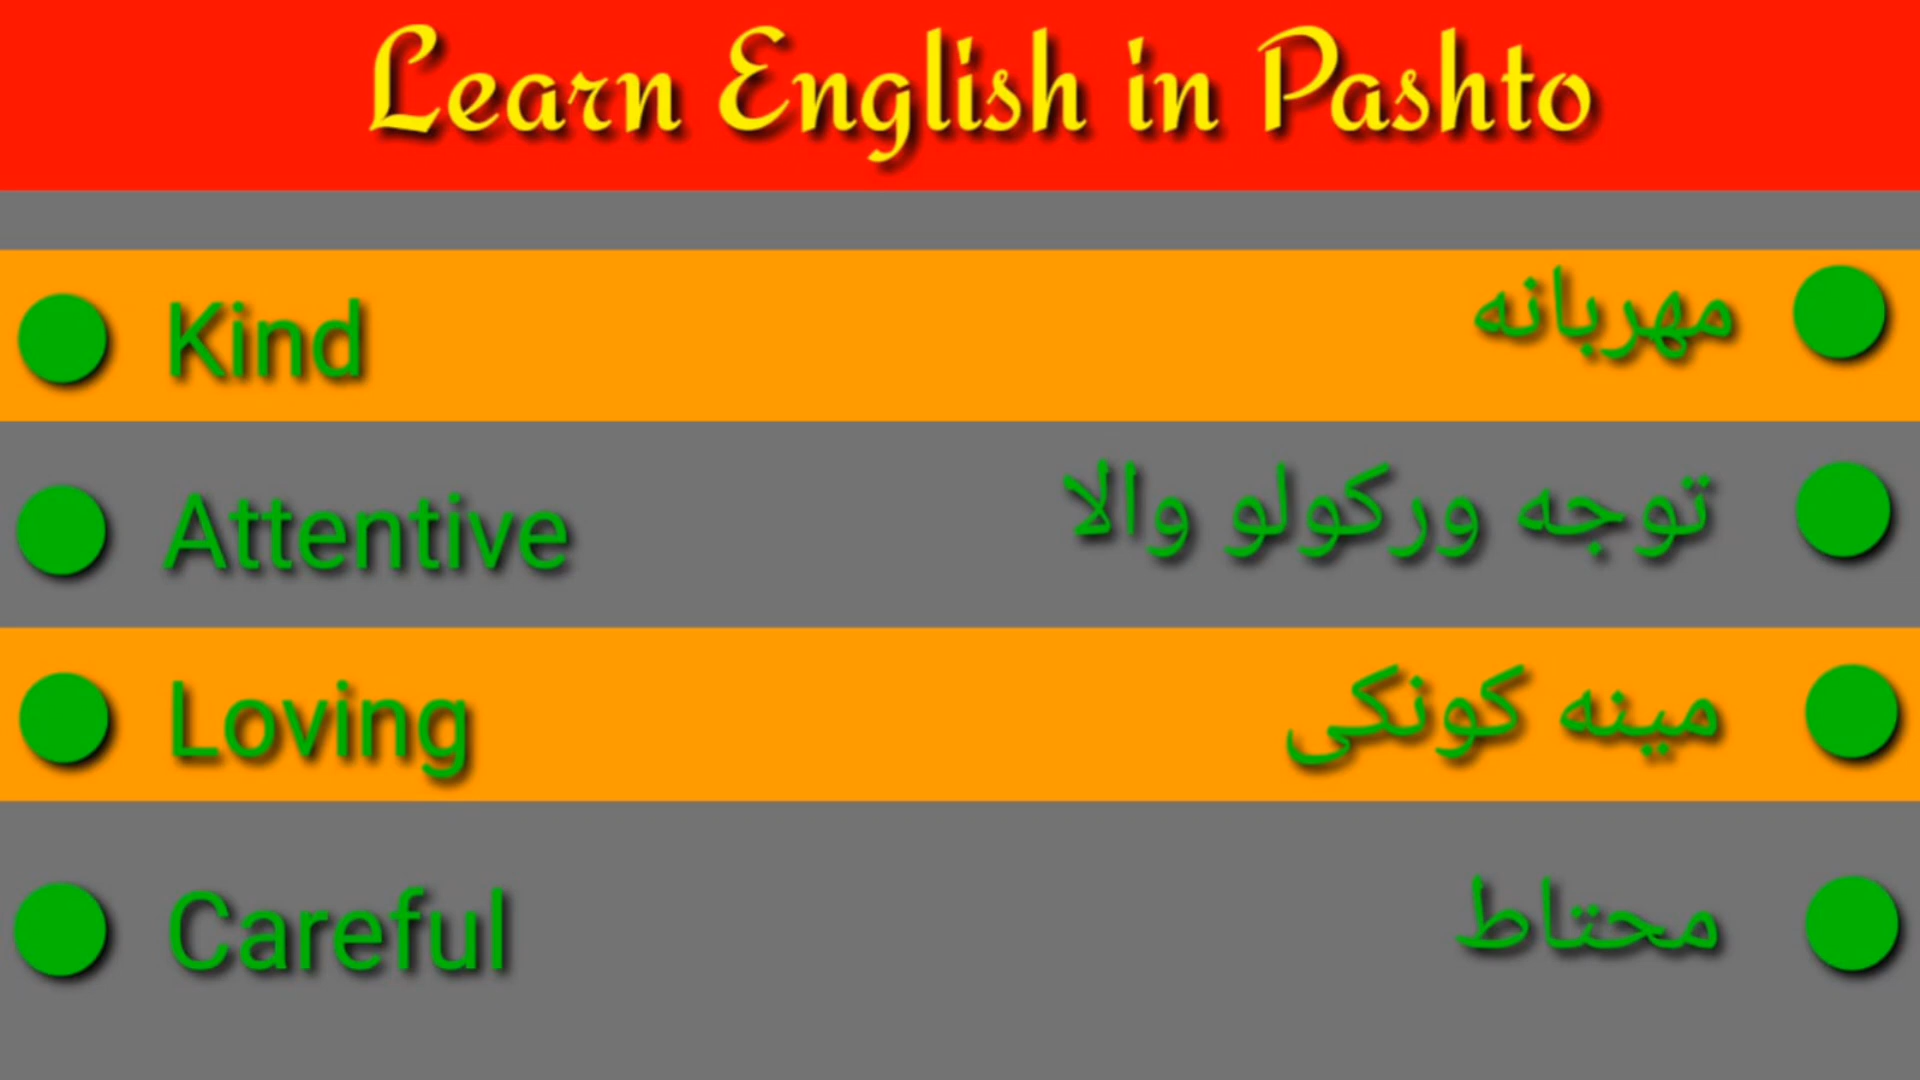 Learn English in Pashto
Kind مهربانه
Attentive توجه ورکولو والا
Loving مینه کونکی
Careful محتاط